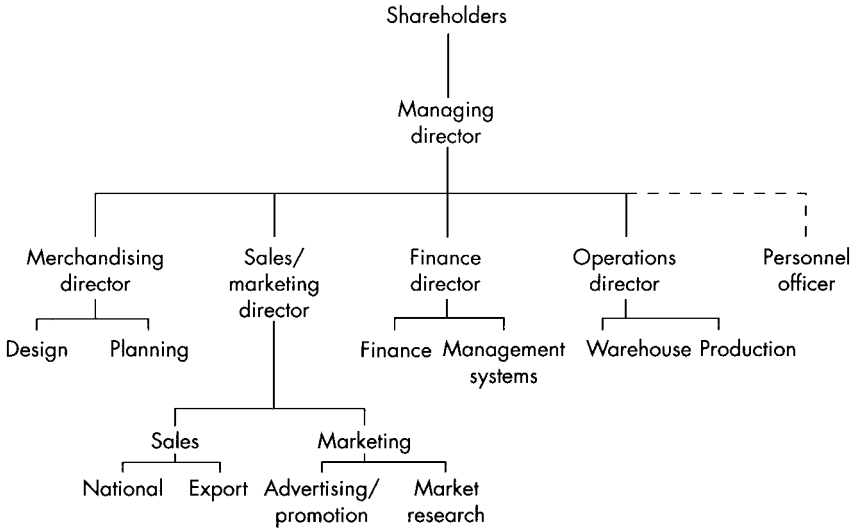 Shareholders
Managing
director
Merchandising
director
Sales/
marketing
director
Finance
director
Operations
director
Personnel
officer
Design
Planning
Finance
Management
systems
Warehouse
Production
Sales
Marketing
National
Export
Advertising/
promotion
Market
research